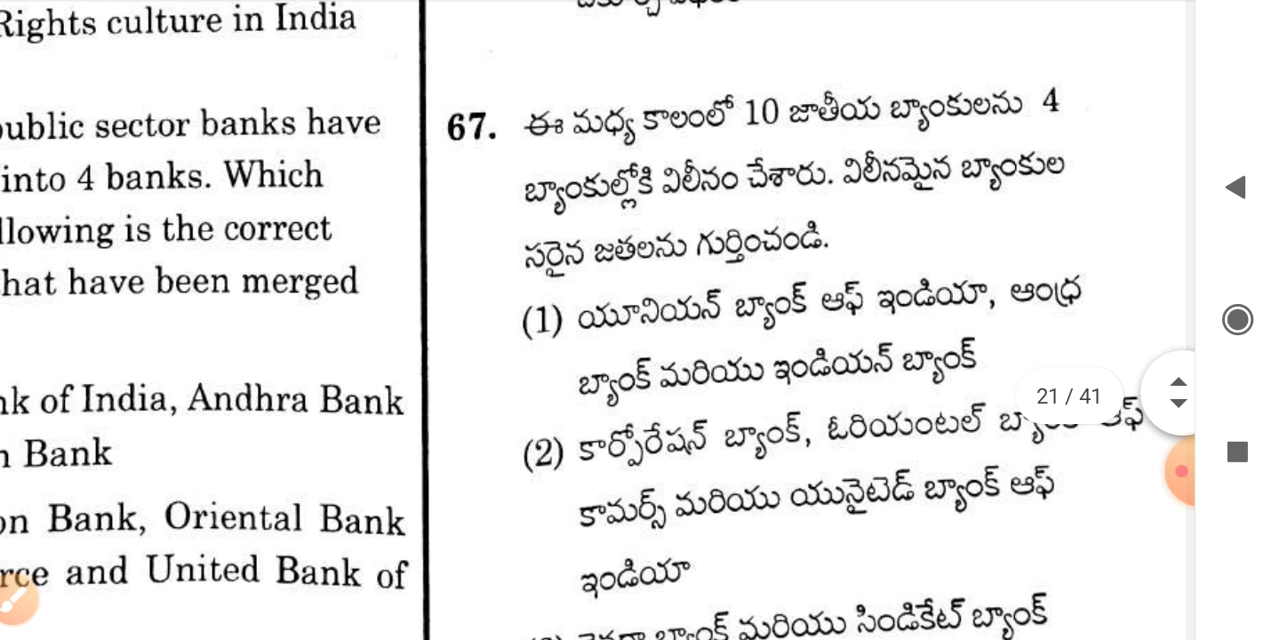 Rights culture in India
public sector banks have
into 4 banks. Which
llowing is the correct
hat have been merged
nk of India, Andhra Bank
n Bank
on Bank, Oriental Bank
rce and United Bank of
67. ఈ మధ్య కాలంలో 10 జాతీయ బ్యాంకులను 4
బ్యాంకుల్లోకి విలీనం చేశారు. విలీనమైన బ్యాంకుల
సరైన జతలను గుర్తించండి.
(1) యూనియన్ బ్యాంక్ ఆఫ్ ఇండియా, ఆంధ్ర
బ్యాంక్ మరియు ఇండియన్ బ్యాంక్
(2) కార్పోరేషన్ బ్యాంక్, ఓరియంటల్ ఆఫ్
కామర్స్ మరియు యునైటెడ్ బ్యాంక్ ఆఫ్
ఇండియా
బ్యాంక్ మరియు సిండికేట్ బ్యాంక్
21 / 41